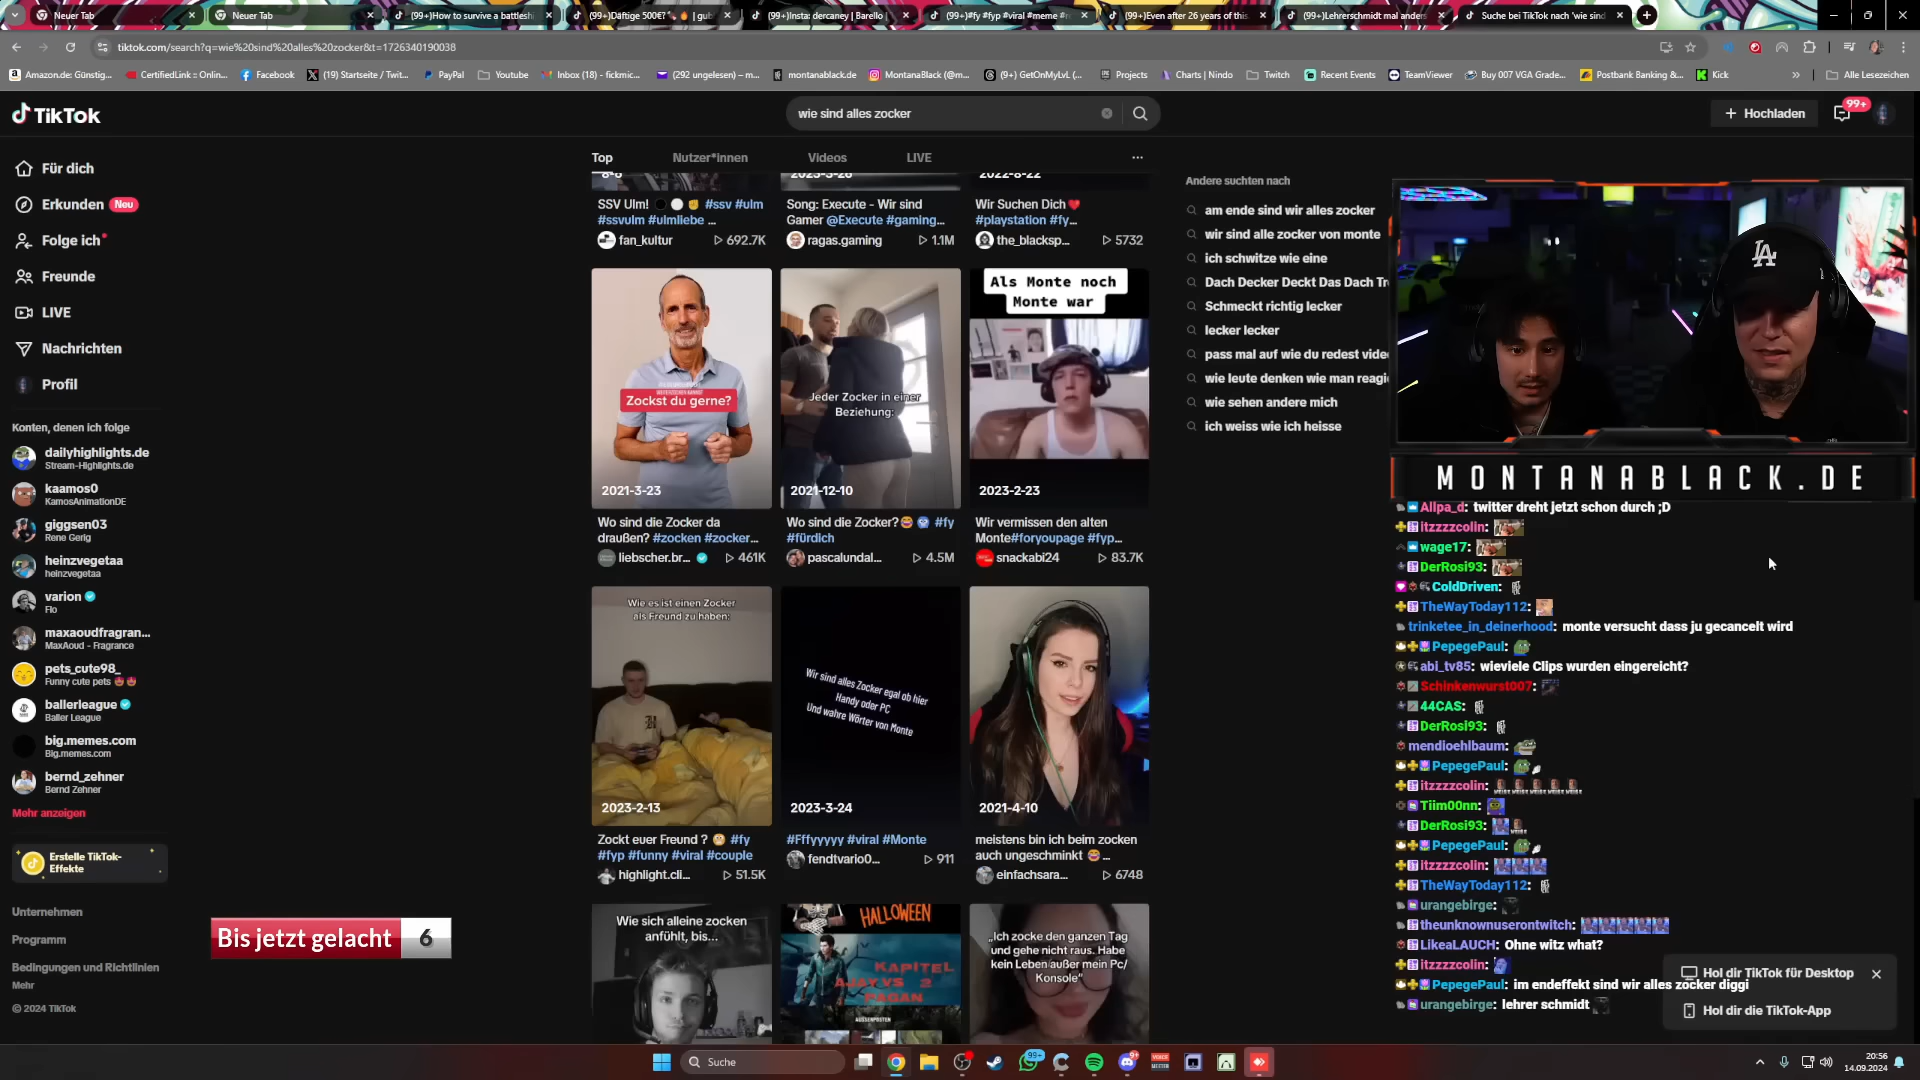 Neuer Tab
Neuer Tab
(99+)How to survive a battlesh
(99+)Däftige 500€?
(99+)Insta: dercaney | Barello |
(99+)#fy #fyp #viral #meme #r
(99+)Even after 26 years of this
(99+)Lehrerschmidt mal anders
Suche bei TikTok nach 'wie sind
tiktok.com/search?q=wie%20sind%20alles%20zocker&t=1726340190038
Amazon.de: Günstig...
CertifiedLink :: Onlin...
Facebook
(19) Startseite / Twit...
PayPal
Youtube
Inbox (18) - fickmic...
(292 ungelesen) – m...
montanablack.de
MontanaBlack (@m...
(9+) GetOnMyLvL (...
Projects
Charts | Nindo
Twitch
Recent Events
TeamViewer
Buy 007 VGA Grade...
Postbank Banking &...
Kick
Alle Lesezeichen
TikTok
wie sind alles zocker
Hochladen
99+
Für dich
Erkunden Neu
Folge ich
Freunde
LIVE
Nachrichten
Profil
Konten, denen ich folge
dailyhighlights.de
Stream-Highlights.de
kaamos0
KamosAnimationDE
giggsen03
Rene Gerig
heinzvegetaa
heinzvegetaa
varion
Flo
maxaoudfragran...
MaxAoud - Fragrance
pets_cute98_
Funny cute pets
ballerleague
Baller League
big.memes.com
Big.memes.com
bernd_zehner
Bernd Zehner
Mehr anzeigen
Erstelle TikTok-
Effekte
Unternehmen
Programm
Bedingungen und Richtlinien
Mehr
© 2024 TikTok
Bis jetzt gelacht 6
Top
Nutzer*innen
Videos
LIVE
8-6
2023-3-26
2022-8-22
SSV Ulm! #ssv #ulm
#ssvulm #ulmliebe ...
fan_kultur 692.7K
Song: Execute - Wir sind
Gamer @Execute #gaming...
ragas.gaming 1.1M
Wir Suchen Dich
#playstation #fy...
the_blacksp... 5732
Zockst du gerne?
2021-3-23
Wo sind die Zocker da
draußen? #zocken #zocker...
liebscher.br... 461K
Jeder Zocker in einer
Beziehung:
2021-12-10
Wo sind die Zocker? #fy
#fürdich
pascalundal... 4.5M
Als Monte noch
Monte war
2023-2-23
Wir vermissen den alten
Monte#foryoupage #fyp...
snackabi24 83.7K
Wie es ist einen Zocker
als Freund zu haben:
2023-2-13
Zockt euer Freund ? #fy
#fyp #funny #viral #couple
highlight.cli... 51.5K
Wir sind alles Zocker egal ob hier
Handy oder PC
Und wahre Wörter von Monte
2023-3-24
#Fffyyyyy #viral #Monte
fendtvario0... 911
2021-4-10
meistens bin ich beim zocken
auch ungeschminkt ...
einfachsara... 6748
Wie sich alleine zocken
anfühlt, bis...
HALLOWEEN
KAPITEL
AJAY VS 2
PAGAN
AUSSENPOSTEN
„Ich zocke den ganzen Tag
und gehe nicht raus. Habe
kein Leben außer mein Pc/
Konsole"
Andere suchten nach
am ende sind wir alles zocker
wir sind alle zocker von monte
ich schwitze wie eine
Dach Decker Deckt Das Dach Tr
Schmeckt richtig lecker
lecker lecker
pass mal auf wie du redest vide
wie leute denken wie man reagi
wie sehen andere mich
ich weiss wie ich heisse
LA
MONTANABLACK.DE
Allpa_d: twitter dreht jetzt schon durch ;D
itzzzzcolin:
wage17:
DerRosi93:
ColdDriven:
TheWayToday112:
trinketee_in_deinerhood: monte versucht dass ju gecancelt wird
PepegePaul:
abi_tv85: wieviele Clips wurden eingereicht?
Schinkenwurst007:
44CAS:
DerRosi93:
mendioehlbaum:
PepegePaul:
itzzzzcolin:
Tiim00nn:
DerRosi93:
PepegePaul:
itzzzzcolin:
TheWayToday112:
urangebirge:
theunknownuserontwitch:
LikeaLAUCH: Ohne witz what?
itzzzzcolin:
PepegePaul: im endeffekt sind wir alles zocker diggi
urangebirge: lehrer schmidt
Hol dir TikTok für Desktop
Hol dir die TikTok-App
Suche
99+
20:56
14.09.2024